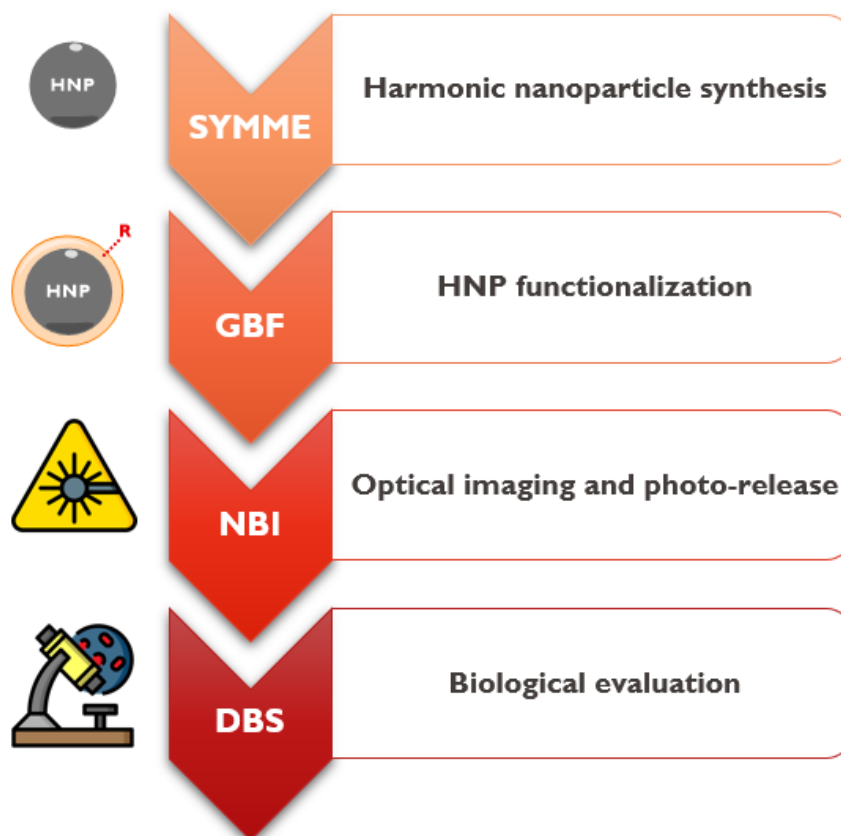 HNP
SYMME
Harmonic nanoparticle synthesis
R
HNP
GBF
HNP functionalization
NBI
Optical imaging and photo-release
DBS
Biological evaluation